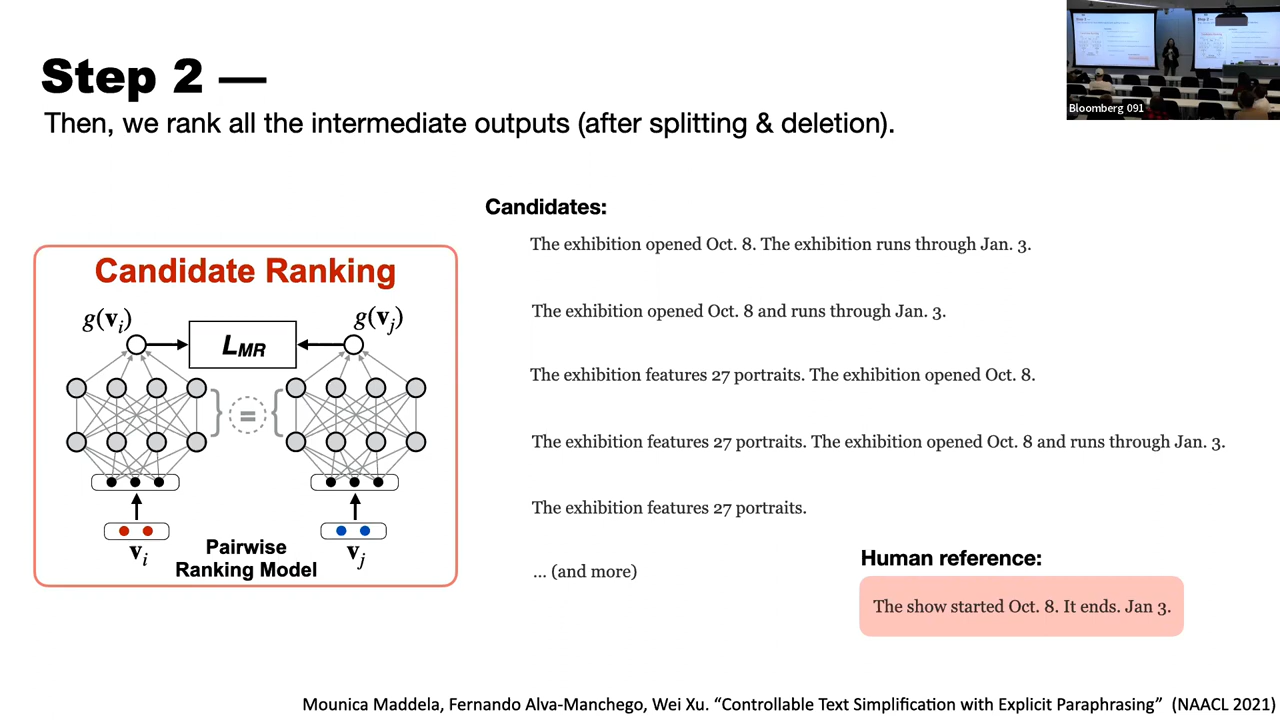 Step 2 —
Then, we rank all the intermediate outputs (after splitting & deletion).
Bloomberg 091
Candidate Ranking
g(vᵢ)
g(vⱼ)
L_MR
=
vᵢ
vⱼ
Pairwise
Ranking Model
Candidates:
The exhibition opened Oct. 8. The exhibition runs through Jan. 3.
The exhibition opened Oct. 8 and runs through Jan. 3.
The exhibition features 27 portraits. The exhibition opened Oct. 8.
The exhibition features 27 portraits. The exhibition opened Oct. 8 and runs through Jan. 3.
The exhibition features 27 portraits.
... (and more)
Human reference:
The show started Oct. 8. It ends. Jan 3.
Mounica Maddela, Fernando Alva-Manchego, Wei Xu. “Controllable Text Simplification with Explicit Paraphrasing” (NAACL 2021)